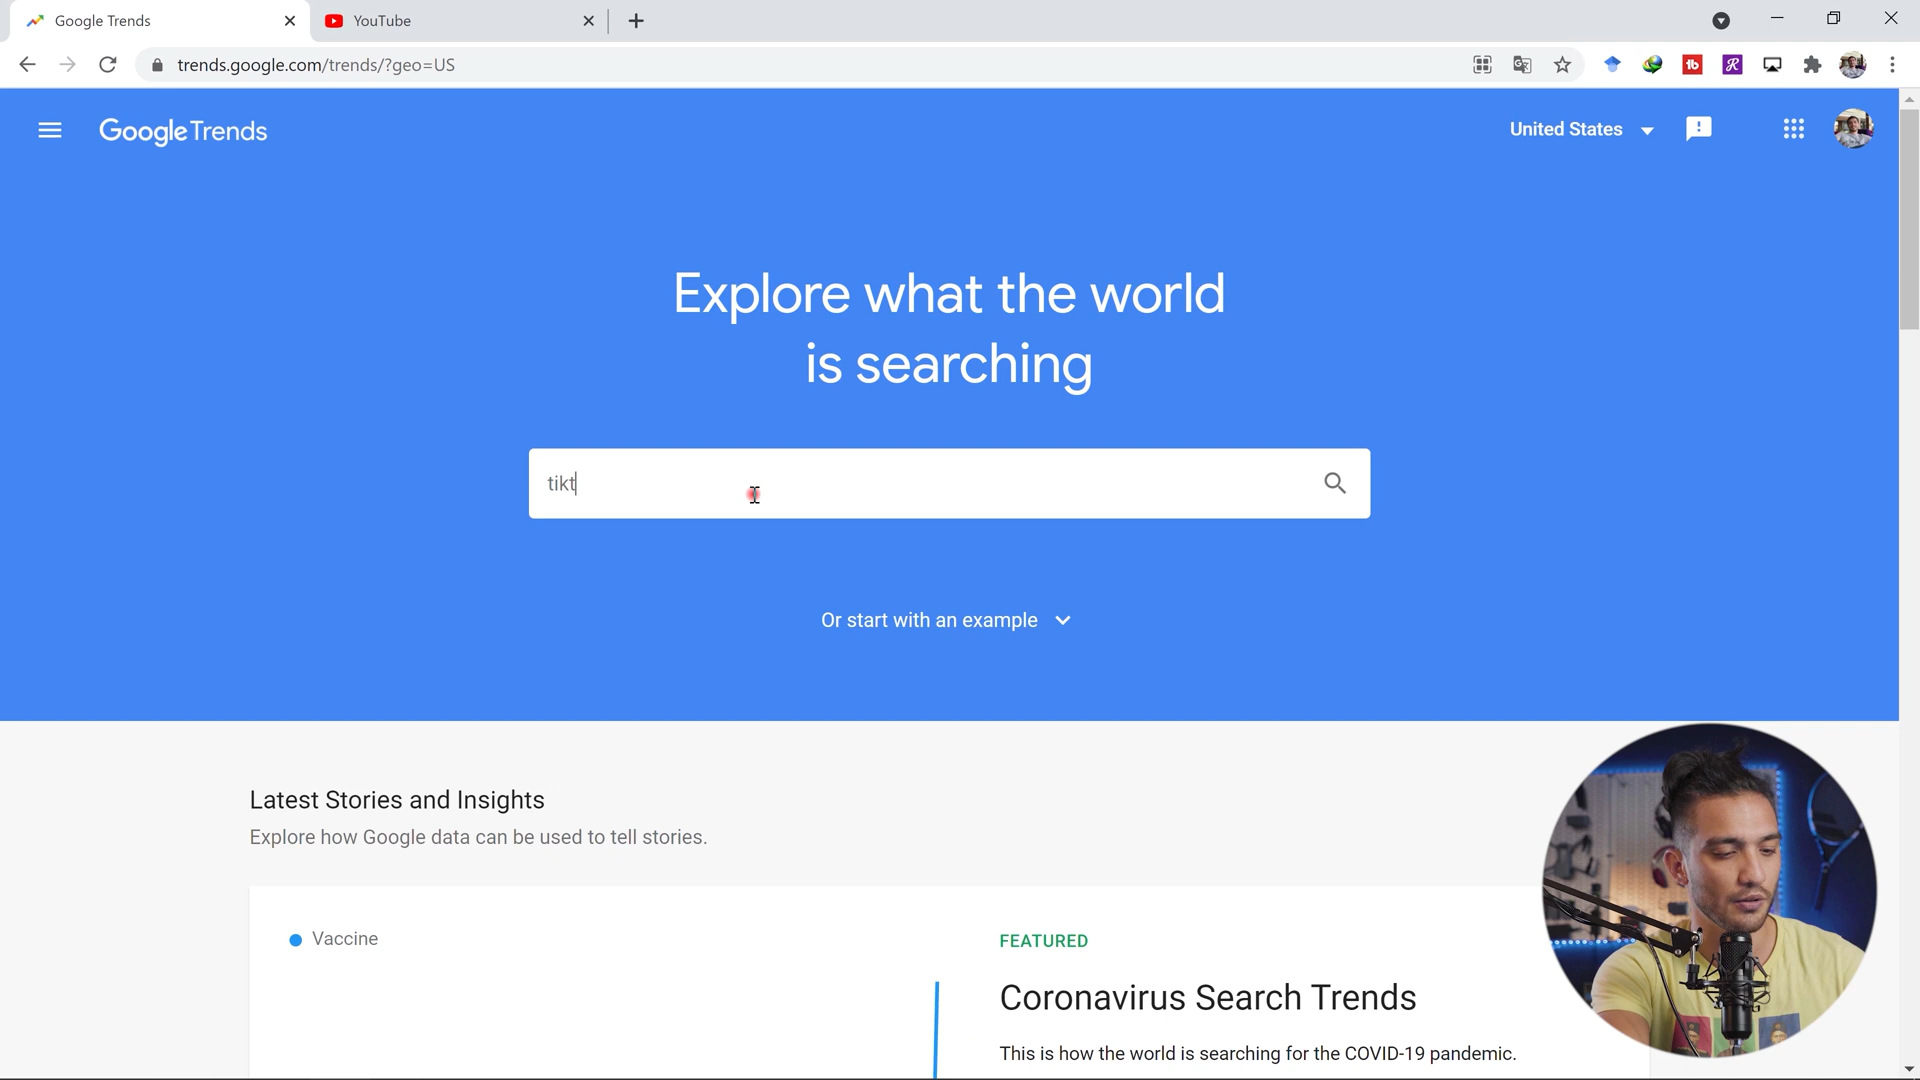 Google Trends
YouTube
trends.google.com/trends/?geo=US
Google Trends
United States
Explore what the world
is searching
tikt
Or start with an example
Latest Stories and Insights
Explore how Google data can be used to tell stories.
Vaccine
FEATURED
Coronavirus Search Trends
This is how the world is searching for the COVID-19 pandemic.